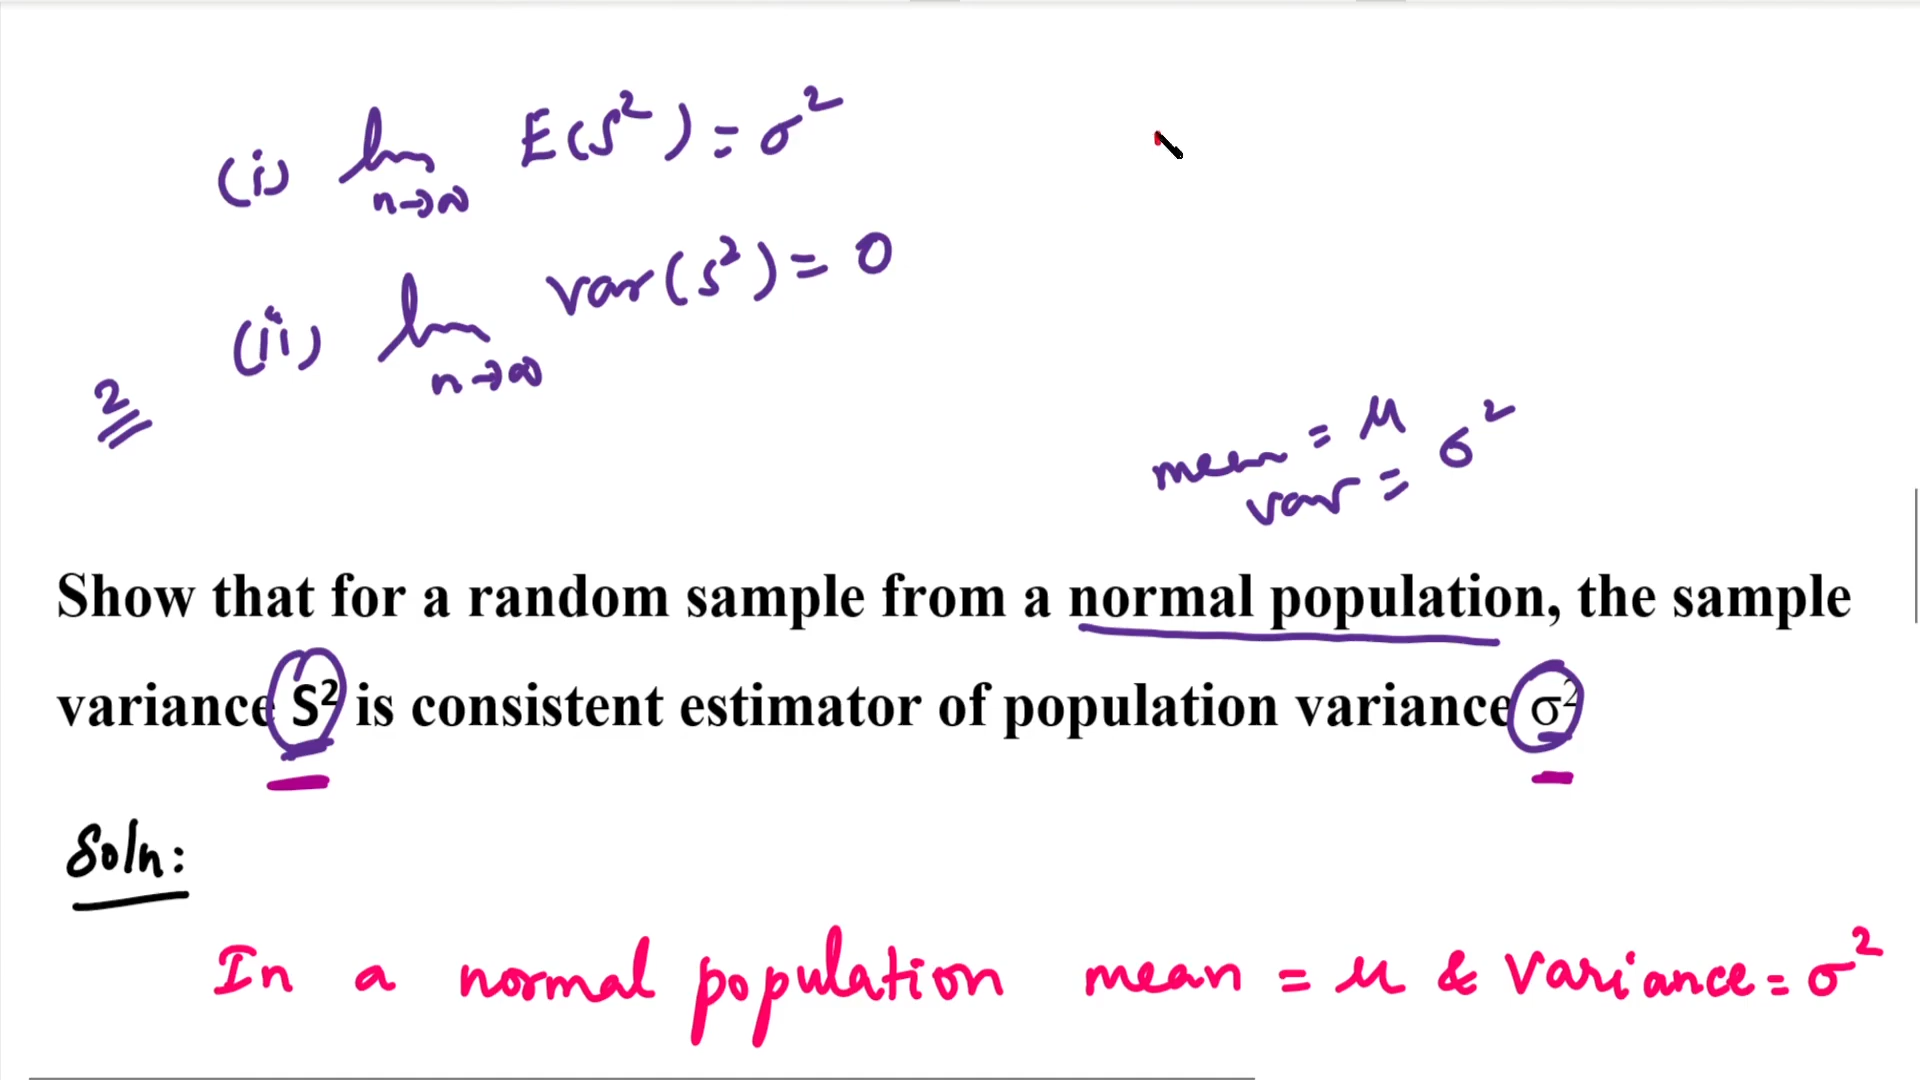 (i) lim E(S²) = σ²
n→∞
(ii) lim var(s²) = 0
n→∞
2
mean = μ
var = σ²
Show that for a random sample from a normal population, the sample
variance S² is consistent estimator of population variance σ²
Soln:
In a normal population mean = μ & Variance = σ²